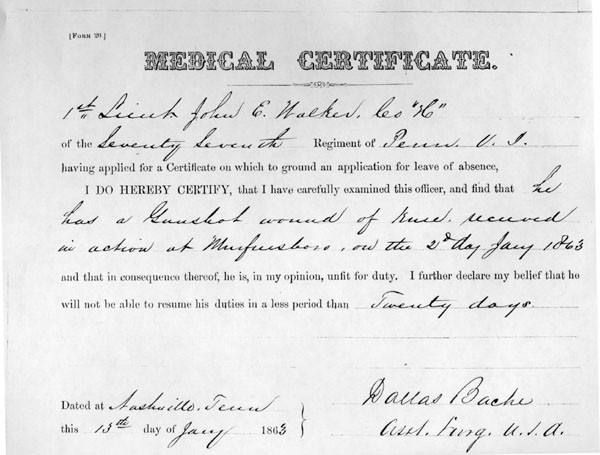 [FORM 29.]
MEDICAL CERTIFICATE.
1st Lieut John E. Walker, Co "H"
of the Seventy Seventh Regiment of Penn. V. I.
having applied for a Certificate on which to ground an application for leave of absence,
I DO HEREBY CERTIFY, that I have carefully examined this officer, and find that he
has a Gunshot wound of knee, received
in action at Murfreesboro, on the 2d day Jany 1863
and that in consequence thereof, he is, in my opinion, unfit for duty. I further declare my belief that he
will not be able to resume his duties in a less period than Twenty days.
Dated at Nashville, Tenn
this 13th day of Jany 1863
Dallas Bache
Asst. Surg. U.S.A.